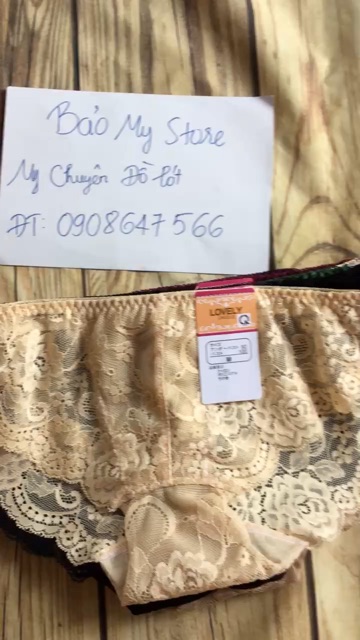 Bảo My Store
My Chuyên Đồ lót
ĐT: 0908647566
LOVELY
Q